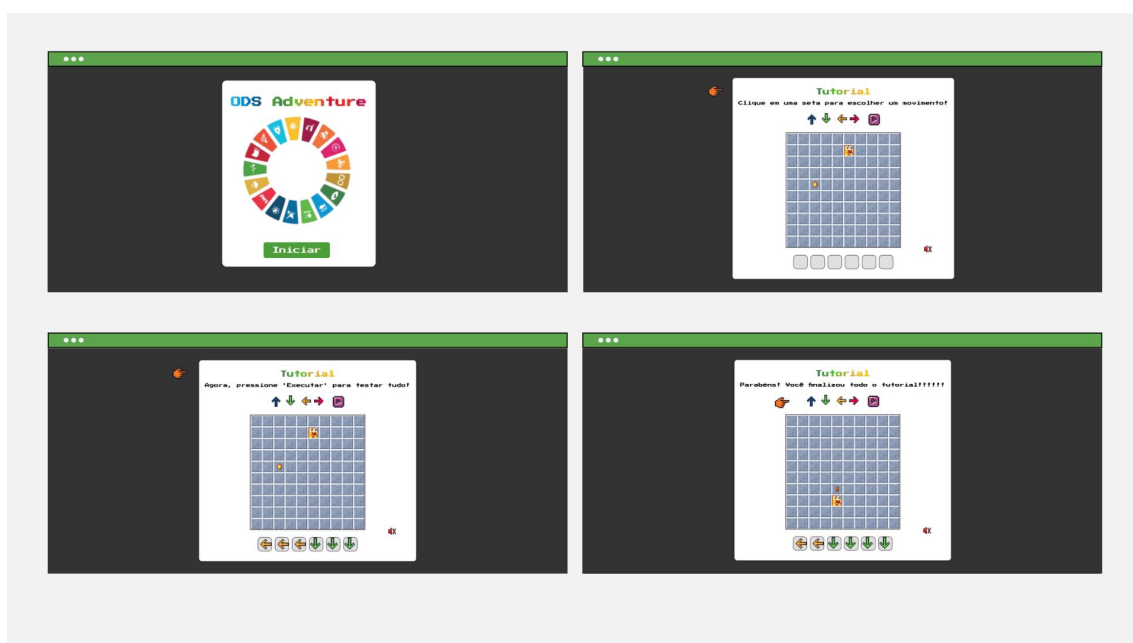 ODS Adventure
Iniciar
Tutorial
Clique em uma seta para escolher um movimento!
Tutorial
Agora, pressione 'Executar' para testar tudo!
Tutorial
Parabéns! Você finalizou todo o tutorial!!!!!!